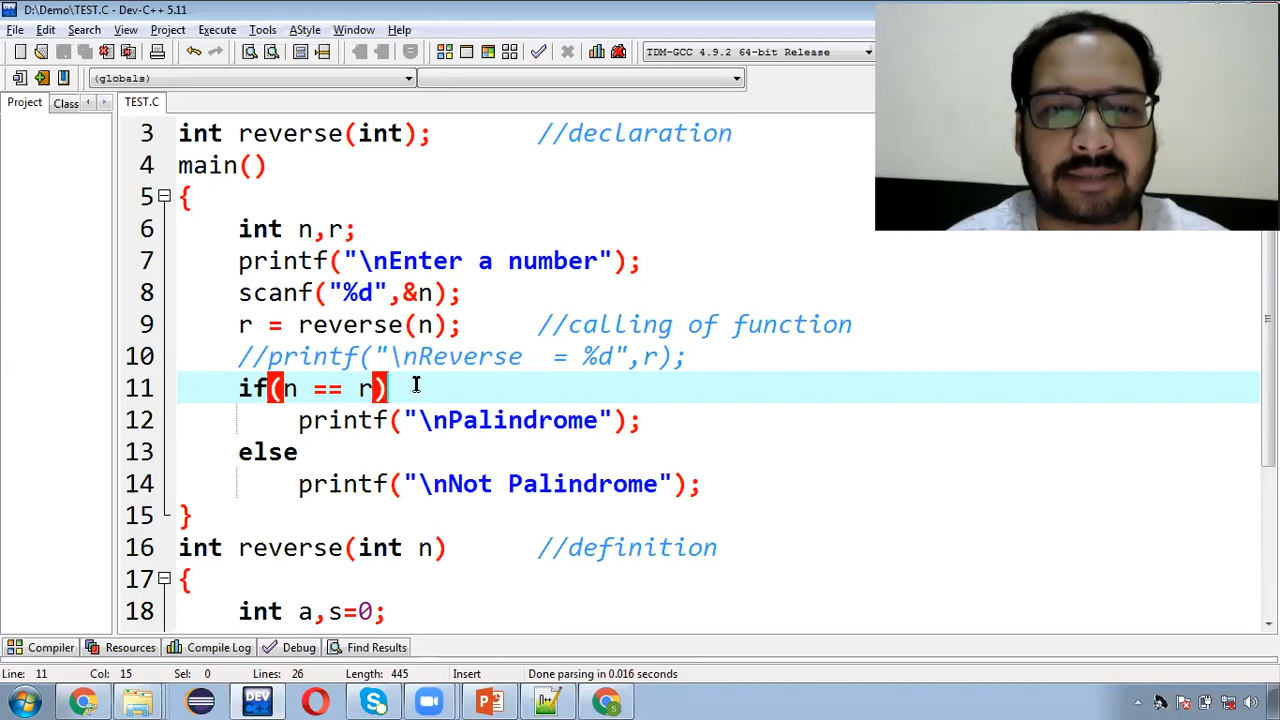 D:\Demo\TEST.C - Dev-C++ 5.11
File Edit Search View Project Execute Tools AStyle Window Help
TDM-GCC 4.9.2 64-bit Release
(globals)
Project Class TEST.C
3 int reverse(int); //declaration
4 main()
5 {
6 int n,r;
7 printf("\nEnter a number");
8 scanf("%d",&n);
9 r = reverse(n); //calling of function
10 //printf("\nReverse  = %d",r);
11 if(n == r)
12 printf("\nPalindrome");
13 else
14 printf("\nNot Palindrome");
15 }
16 int reverse(int n) //definition
17 {
18 int a,s=0;
Compiler Resources Compile Log Debug Find Results
Line: 11 Col: 15 Sel: 0 Lines: 26 Length: 445 Insert Done parsing in 0.016 seconds
DEV C++